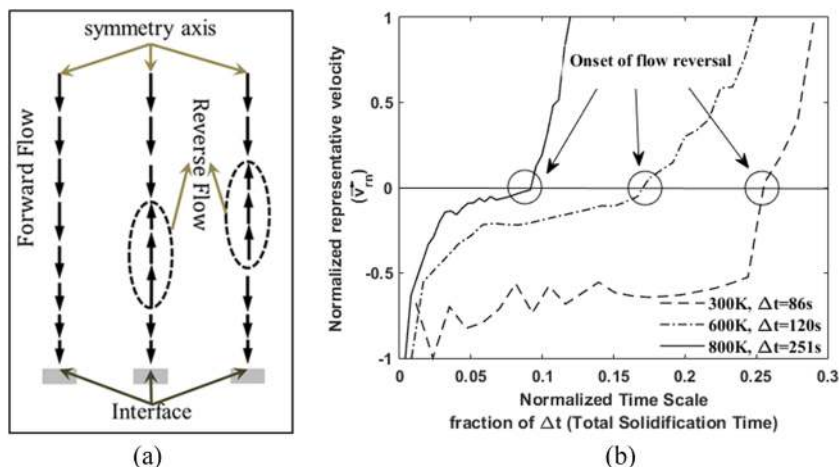 symmetry axis
Forward Flow
Reverse Flow
Interface
(a)
Normalized representative velocity
(v⃗rn)
1
0.5
0
-0.5
-1
Onset of flow reversal
300K, Δt=86s
600K, Δt=120s
800K, Δt=251s
0 0.05 0.1 0.15 0.2 0.25 0.3
Normalized Time Scale
fraction of Δt (Total Solidification Time)
(b)